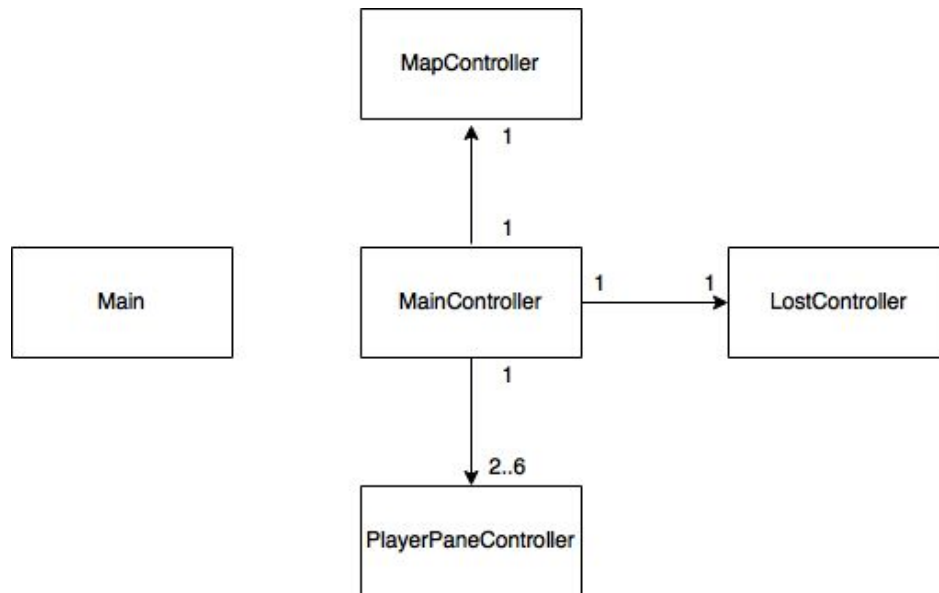 MapController
1
1
Main
MainController
1
1
LostController
1
2..6
PlayerPaneController